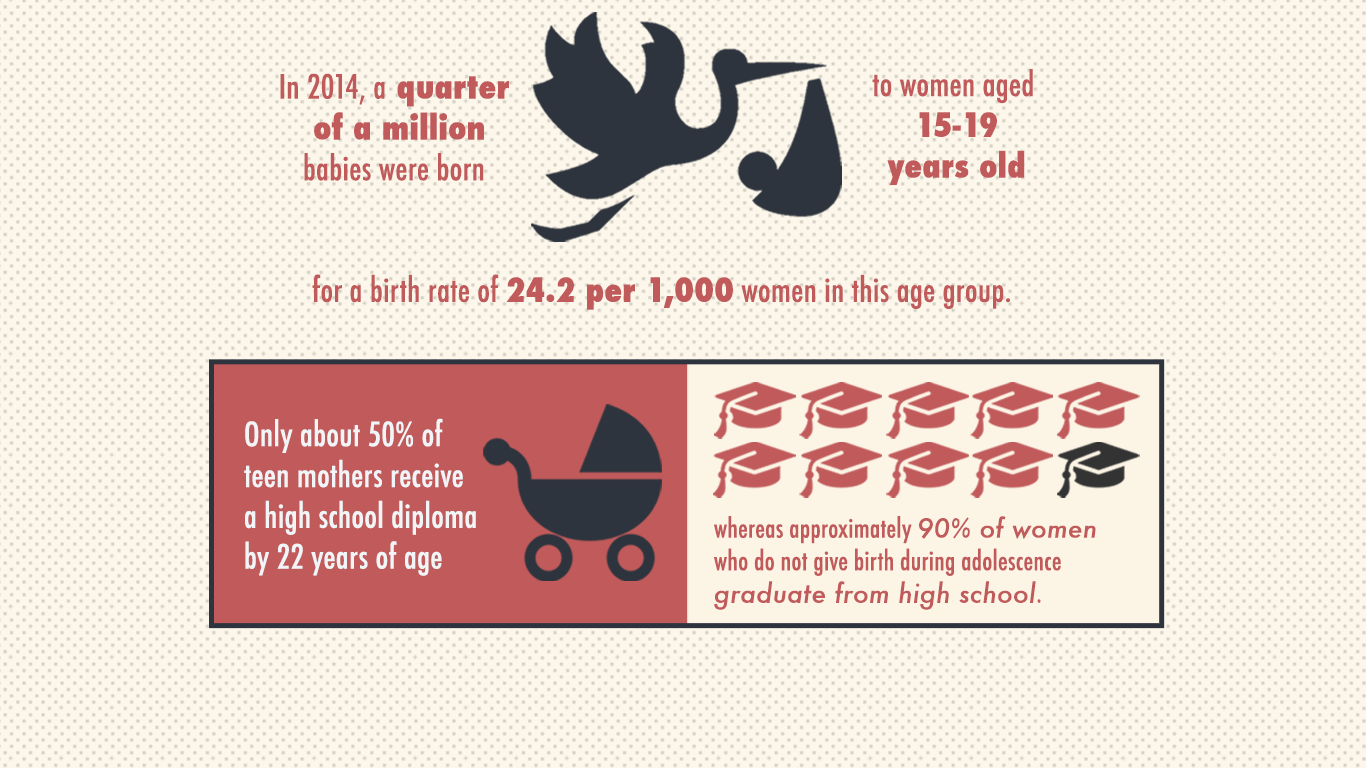 In 2014, a quarter
of a million
babies were born
to women aged
15-19
years old
for a birth rate of 24.2 per 1,000 women in this age group.
Only about 50% of
teen mothers receive
a high school diploma
by 22 years of age
whereas approximately 90% of women
who do not give birth during adolescence
graduate from high school.